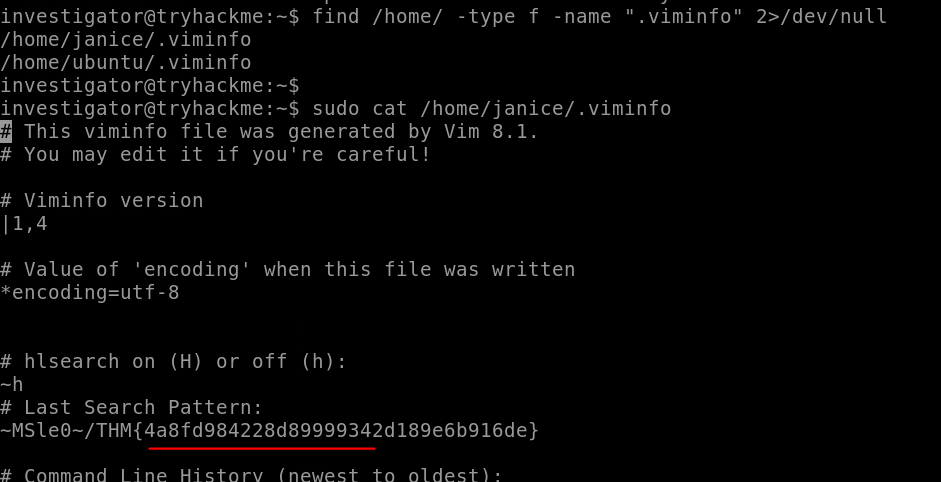 investigator@tryhackme:~$ find /home/ -type f -name ".viminfo" 2>/dev/null
/home/janice/.viminfo
/home/ubuntu/.viminfo
investigator@tryhackme:~$
investigator@tryhackme:~$ sudo cat /home/janice/.viminfo
# This viminfo file was generated by Vim 8.1.
# You may edit it if you're careful!
# Viminfo version
|1,4
# Value of 'encoding' when this file was written
*encoding=utf-8
# hlsearch on (H) or off (h):
~h
# Last Search Pattern:
~MSle0~/THM{4a8fd984228d89999342d189e6b916de}
# Command Line History (newest to oldest):